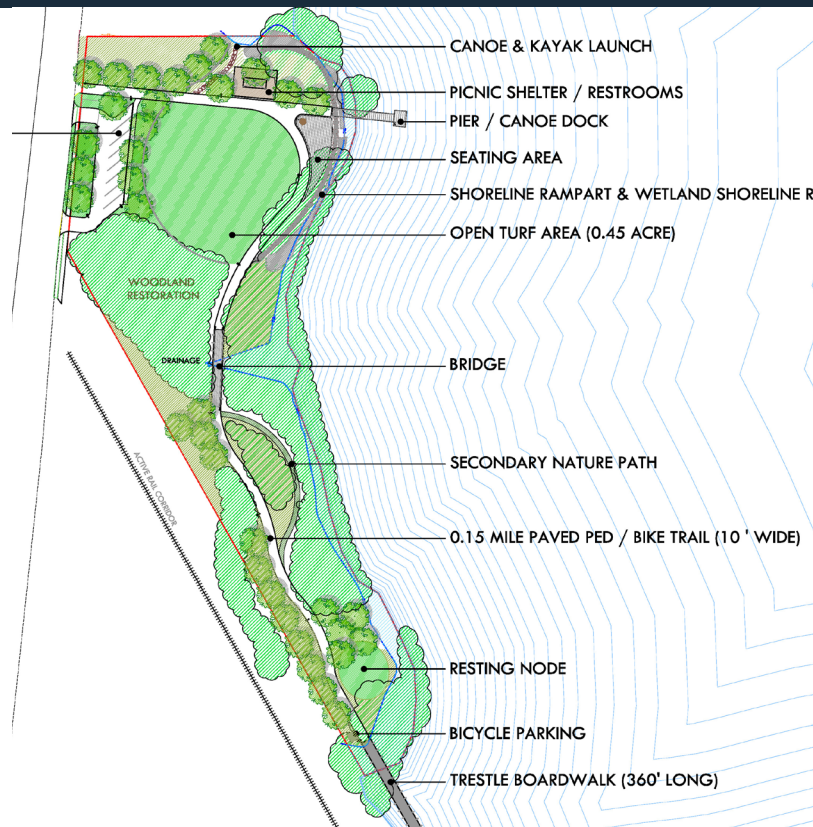 CANOE & KAYAK LAUNCH
PICNIC SHELTER / RESTROOMS
PIER / CANOE DOCK
SEATING AREA
SHORELINE RAMPART & WETLAND SHORELINE R
OPEN TURF AREA (0.45 ACRE)
WOODLAND
RESTORATION
DRAINAGE
BRIDGE
ACTIVE RAIL CORRIDOR
SECONDARY NATURE PATH
0.15 MILE PAVED PED / BIKE TRAIL (10 ' WIDE)
RESTING NODE
BICYCLE PARKING
TRESTLE BOARDWALK (360' LONG)